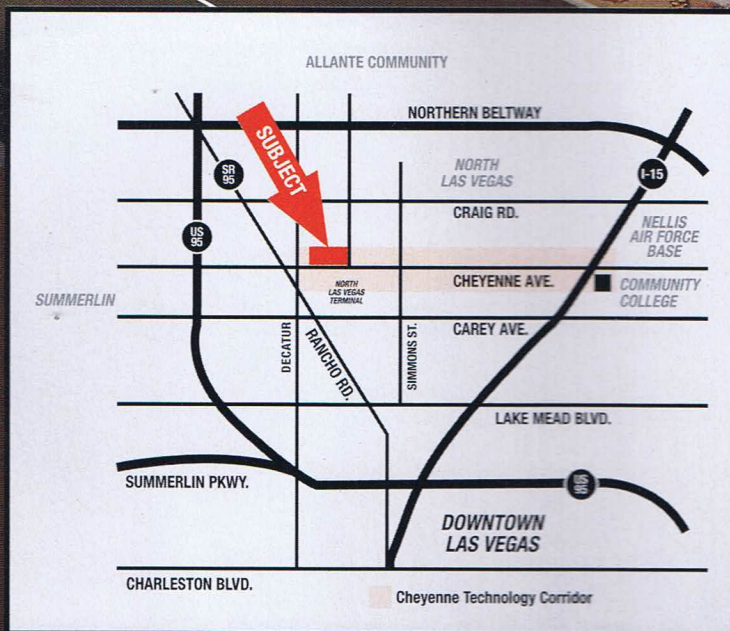 ALLANTE COMMUNITY
NORTHERN BELTWAY
SUBJECT
SR
95
NORTH
LAS VEGAS
I-15
CRAIG RD.
US
95
NELLIS
AIR FORCE
BASE
SUMMERLIN
NORTH
LAS VEGAS
TERMINAL
CHEYENNE AVE.
COMMUNITY
COLLEGE
DECATUR
RANCHO RD.
SIMMONS ST.
CAREY AVE.
LAKE MEAD BLVD.
SUMMERLIN PKWY.
US
95
DOWNTOWN
LAS VEGAS
CHARLESTON BLVD.
Cheyenne Technology Corridor